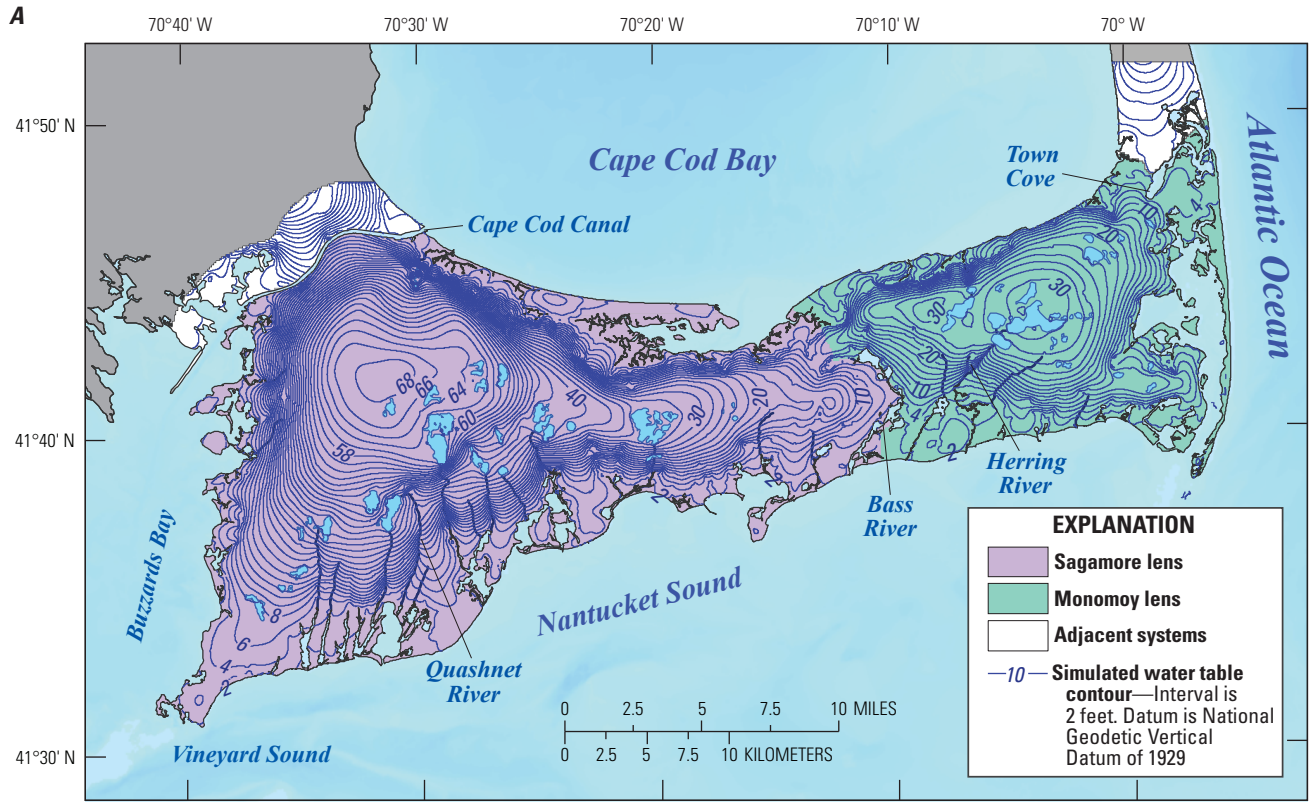 A
70°40' W
70°30' W
70°20' W
70°10' W
70° W
41°50' N
41°40' N
41°30' N
Cape Cod Bay
Town
Cove
Atlantic Ocean
Cape Cod Canal
4
10
20
30
30
20
10
4
2
68
66
64
60
58
40
30
20
10
2
2
8
6
4
2
Herring
River
Bass
River
Buzzards Bay
Nantucket Sound
Quashnet
River
Vineyard Sound
0 2.5 5 7.5 10 MILES
0 2.5 5 7.5 10 KILOMETERS
EXPLANATION
Sagamore lens
Monomoy lens
Adjacent systems
10 Simulated water table
contour—Interval is
2 feet. Datum is National
Geodetic Vertical
Datum of 1929